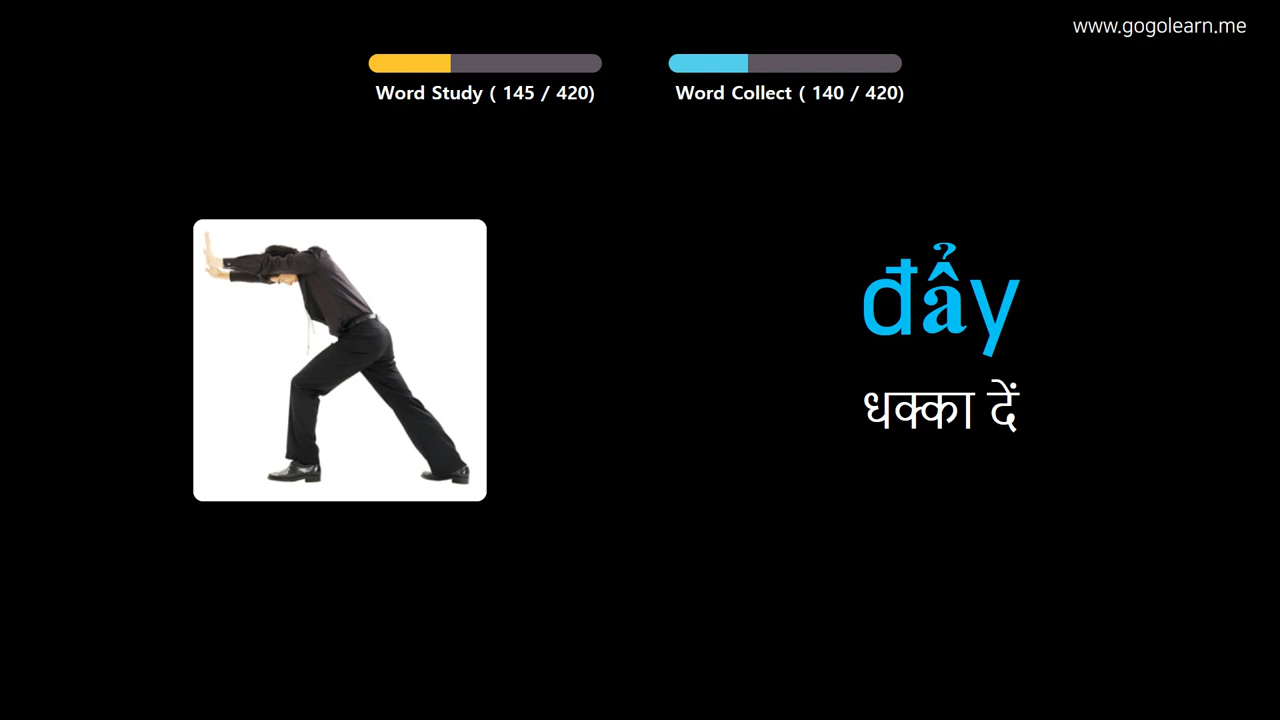 www.gogolearn.me
Word Study ( 145 / 420)
Word Collect ( 140 / 420)
đẩy
धक्का दें